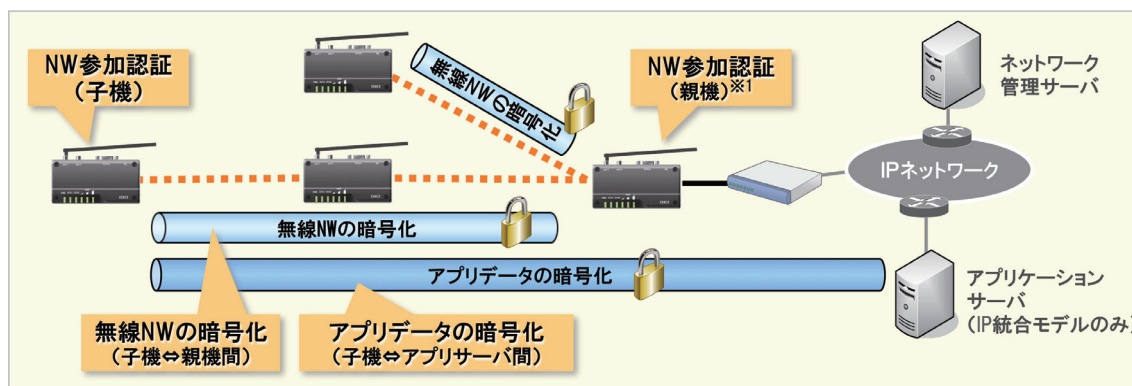 NW参加認証
(子機)
無線NWの暗号化
NW参加認証
(親機)※1
ネットワーク
管理サーバ
IPネットワーク
無線NWの暗号化
アプリデータの暗号化
無線NWの暗号化
(子機⇔親機間)
アプリデータの暗号化
(子機⇔アプリサーバ間)
アプリケーション
サーバ
(IP統合モデルのみ)